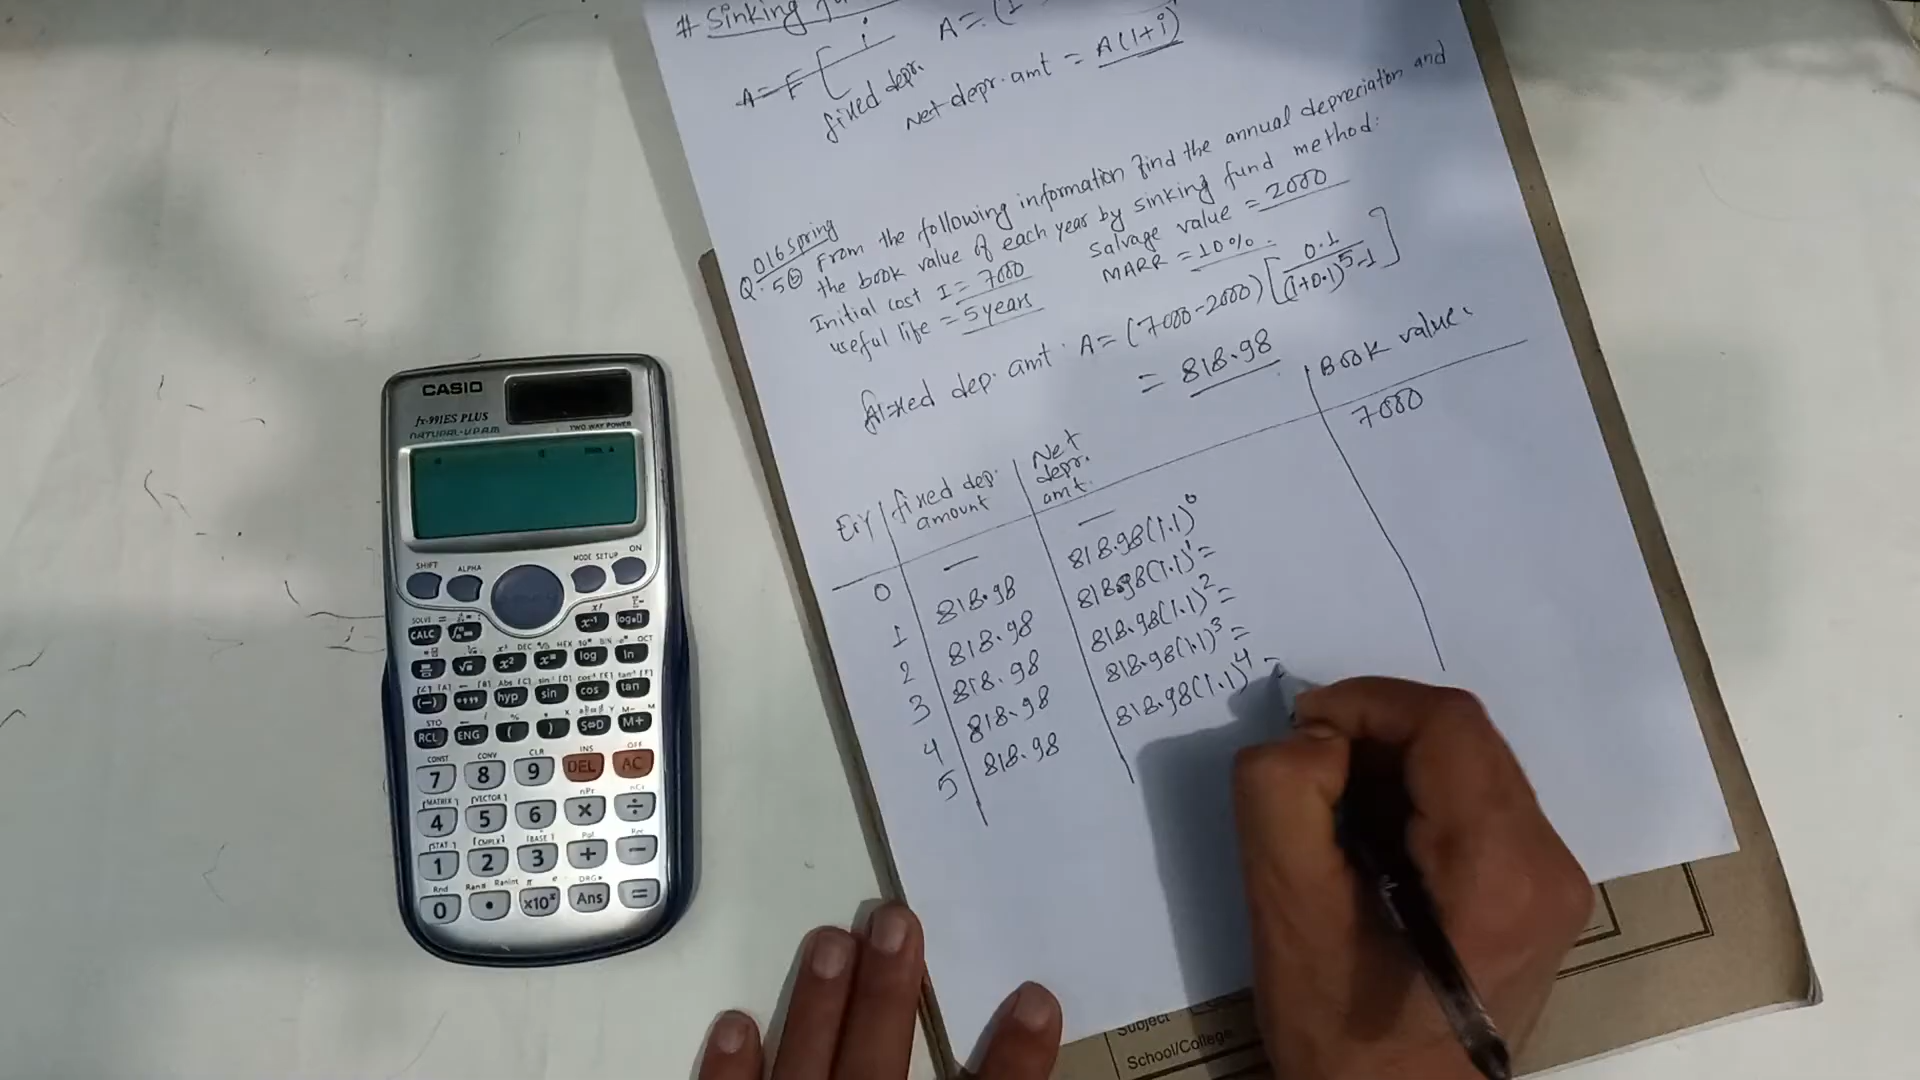 # Sinking
A = F [ i
A = (I
fixed depr.
Net depr. amt = A(1+i)
016 spring
Q.5 ⓑ From the following information find the annual depreciation and
the book value of each year by sinking fund method:
Initial cost I = 7000
Salvage value = 2000
useful life = 5 years
MARR = 10%.
fixed dep. amt. A = (7000-2000) [ 0.1 / (1+0.1)^5-1 ]
= 818.98
EOY | fixed dep. amount | Net depr. amt. | Book value.
0 — — 7000
1 818.98 818.98(1.1)^0
2 818.98 818.98(1.1)^1 =
3 818.98 818.98(1.1)^2 =
4 818.98 818.98(1.1)^3 =
5 818.98 818.98(1.1)^4 =
Subject
School/College
CASIO
fx-991ES PLUS
NATURAL-V.P.A.M.
TWO WAY POWER
SHIFT ALPHA MODE SETUP ON
CALC x⁻¹
x² log ln
(−) hyp sin cos tan
RCL ENG ( ) S⇔D M+
7 8 9 DEL AC
4 5 6 × ÷
1 2 3 + −
0 • ×10ˣ Ans =